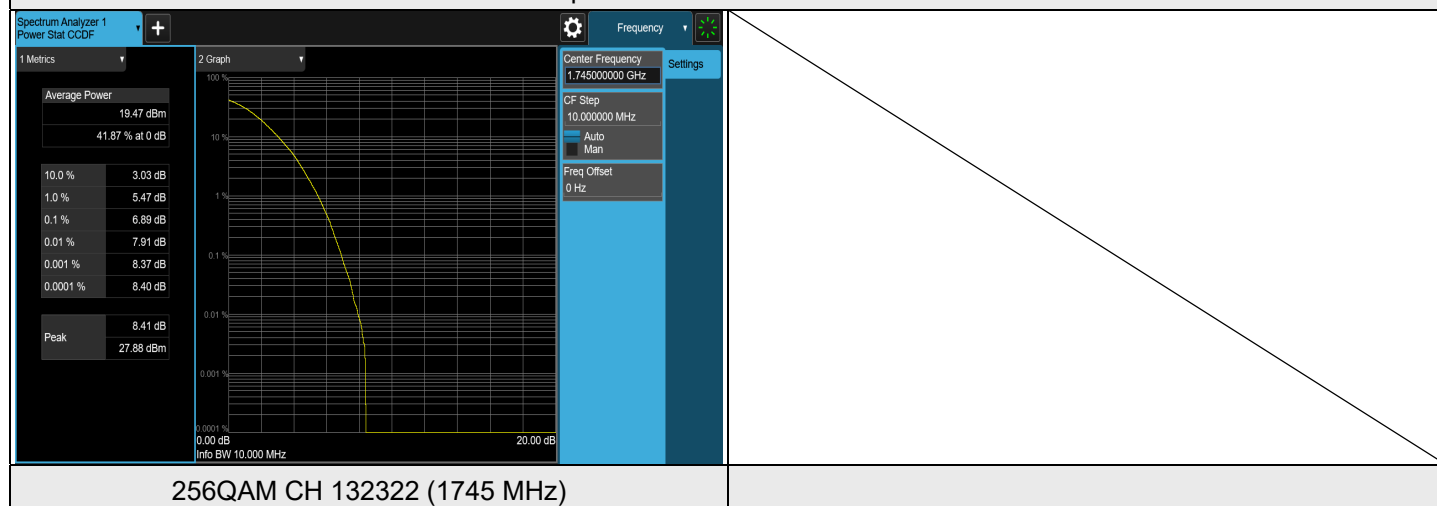 Spectrum Analyzer 1
Power Stat CCDF
+
Frequency
1 Metrics
2 Graph
Center Frequency
1.745000000 GHz
Settings
CF Step
10.000000 MHz
Auto
Man
Freq Offset
0 Hz
Average Power
19.47 dBm
41.87 % at 0 dB
10.0 % 3.03 dB
1.0 % 5.47 dB
0.1 % 6.89 dB
0.01 % 7.91 dB
0.001 % 8.37 dB
0.0001 % 8.40 dB
Peak
8.41 dB
27.88 dBm
100 %
10 %
1 %
0.1 %
0.01 %
0.001 %
0.0001 %
0.00 dB 20.00 dB
Info BW 10.000 MHz
256QAM CH 132322 (1745 MHz)